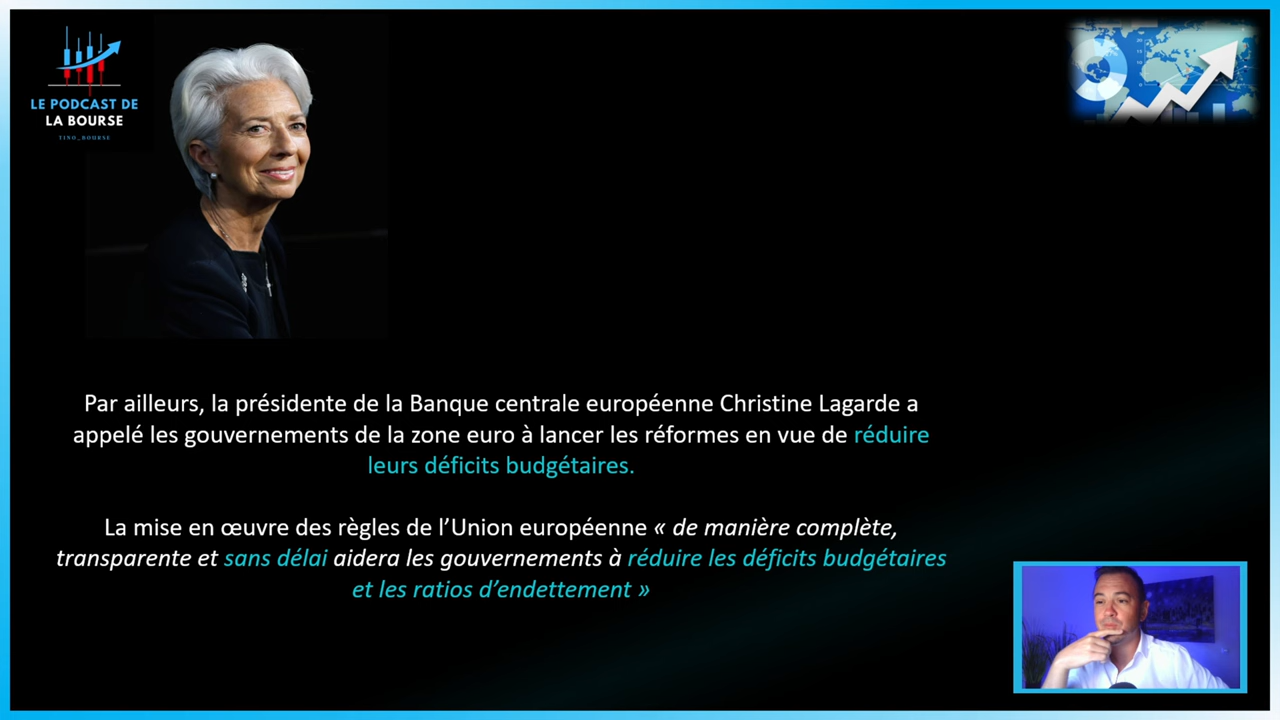 LE PODCAST DE
LA BOURSE
TINO_BOURSE
Par ailleurs, la présidente de la Banque centrale européenne Christine Lagarde a
appelé les gouvernements de la zone euro à lancer les réformes en vue de réduire
leurs déficits budgétaires.
La mise en œuvre des règles de l’Union européenne « de manière complète,
transparente et sans délai aidera les gouvernements à réduire les déficits budgétaires
et les ratios d’endettement »